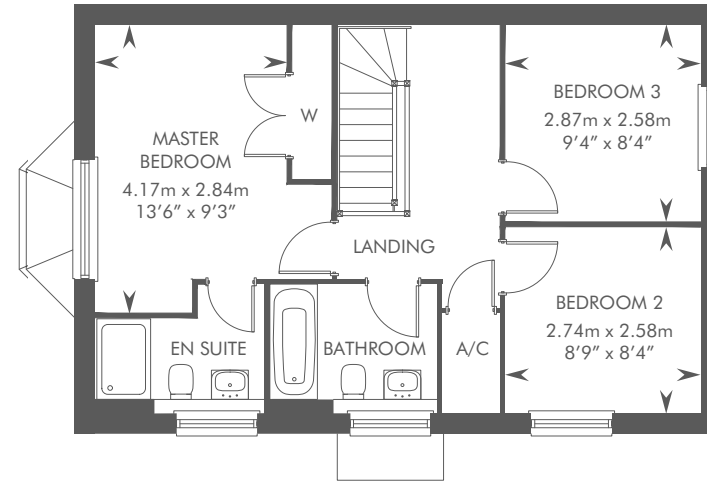 MASTER
BEDROOM
4.17m x 2.84m
13’6” x 9’3”
W
LANDING
BEDROOM 3
2.87m x 2.58m
9’4” x 8’4”
BEDROOM 2
2.74m x 2.58m
8’9” x 8’4”
EN SUITE
BATHROOM
A/C